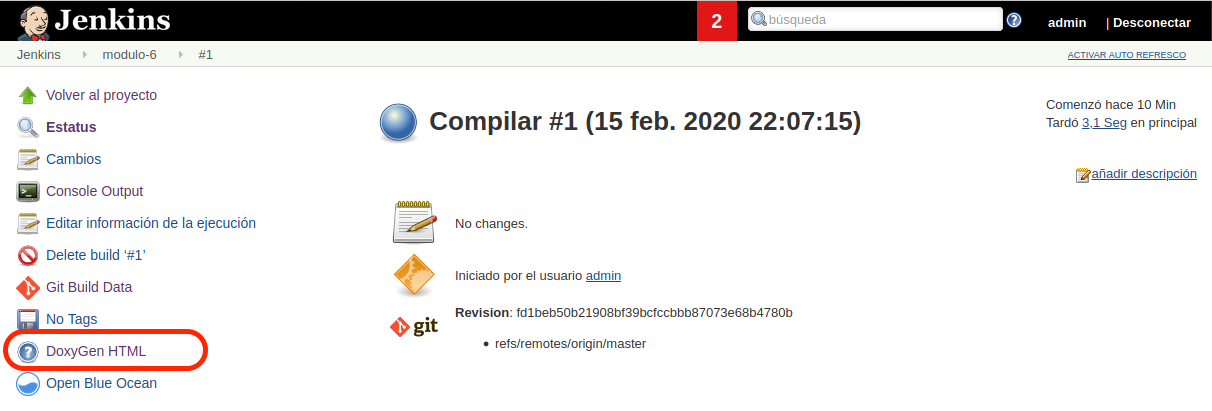 Jenkins
2
búsqueda
admin
| Desconectar
Jenkins
modulo-6
#1
ACTIVAR AUTO REFRESCO
Volver al proyecto
Estatus
Cambios
Console Output
Editar información de la ejecución
Delete build ‘#1’
Git Build Data
No Tags
DoxyGen HTML
Open Blue Ocean
Compilar #1 (15 feb. 2020 22:07:15)
Comenzó hace 10 Min
Tardó 3,1 Seg en principal
añadir descripción
No changes.
Iniciado por el usuario admin
git
Revision: fd1beb50b21908bf39bcfccbbb87073e68b4780b
refs/remotes/origin/master